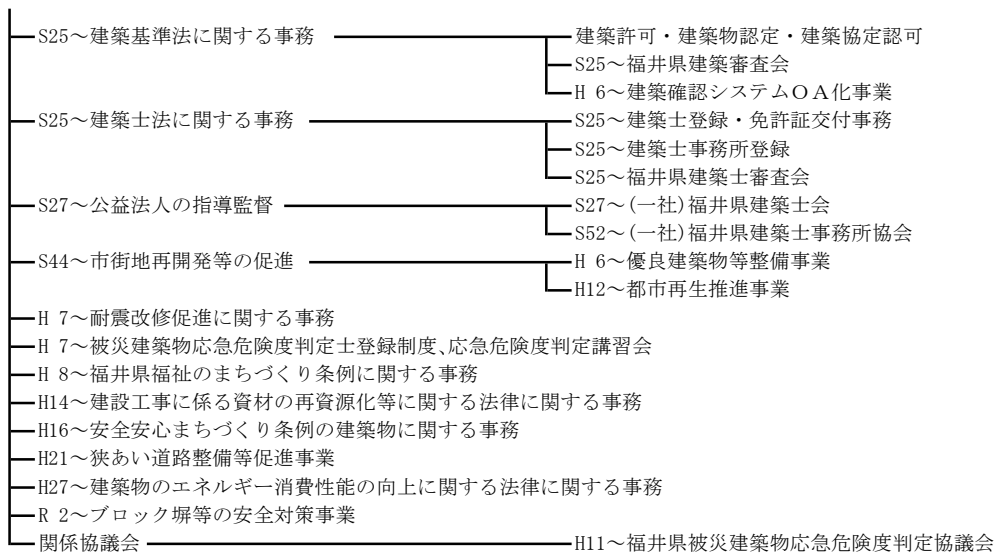 S25～建築基準法に関する事務 建築許可・建築物認定・建築協定認可
S25～福井県建築審査会
H 6～建築確認システムＯＡ化事業
S25～建築士法に関する事務 S25～建築士登録・免許証交付事務
S25～建築士事務所登録
S25～福井県建築士審査会
S27～公益法人の指導監督 S27～(一社)福井県建築士会
S52～(一社)福井県建築士事務所協会
S44～市街地再開発等の促進 H 6～優良建築物等整備事業
H12～都市再生推進事業
H 7～耐震改修促進に関する事務
H 7～被災建築物応急危険度判定士登録制度、応急危険度判定講習会
H 8～福井県福祉のまちづくり条例に関する事務
H14～建設工事に係る資材の再資源化等に関する法律に関する事務
H16～安全安心まちづくり条例の建築物に関する事務
H21～狭あい道路整備等促進事業
H27～建築物のエネルギー消費性能の向上に関する法律に関する事務
R 2～ブロック塀等の安全対策事業
関係協議会 H11～福井県被災建築物応急危険度判定協議会